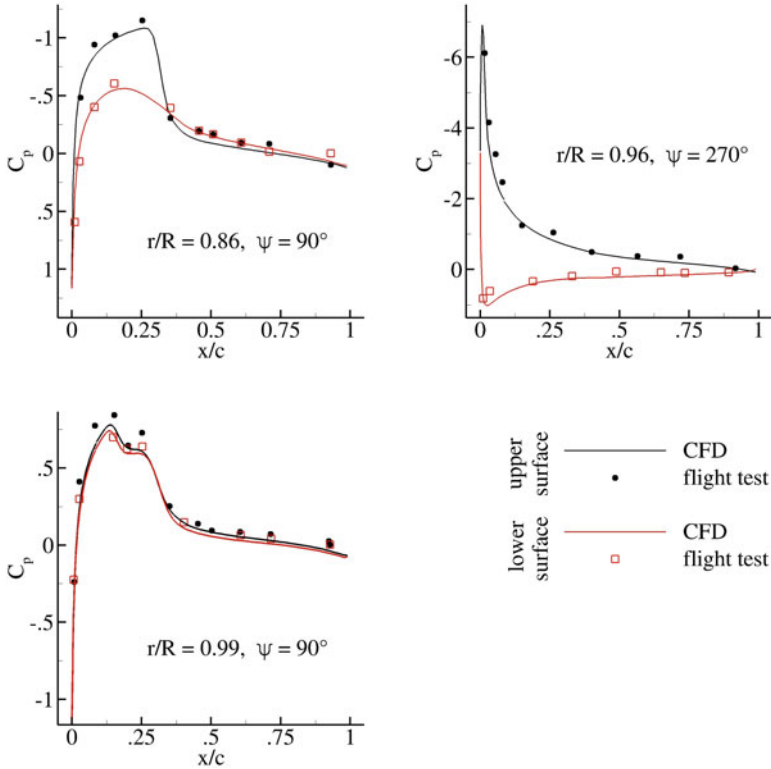 -1
-.5
0
.5
1
Cp
r/R = 0.86, ψ = 90°
0 0.25 0.5 0.75 1
x/c
-6
-4
-2
0
Cp
r/R = 0.96, ψ = 270°
0 .25 .5 .75 1
x/c
.5
0
-.5
-1
Cp
r/R = 0.99, ψ = 90°
0 .25 .5 .75 1
x/c
upper surface
CFD
flight test
lower surface
CFD
flight test